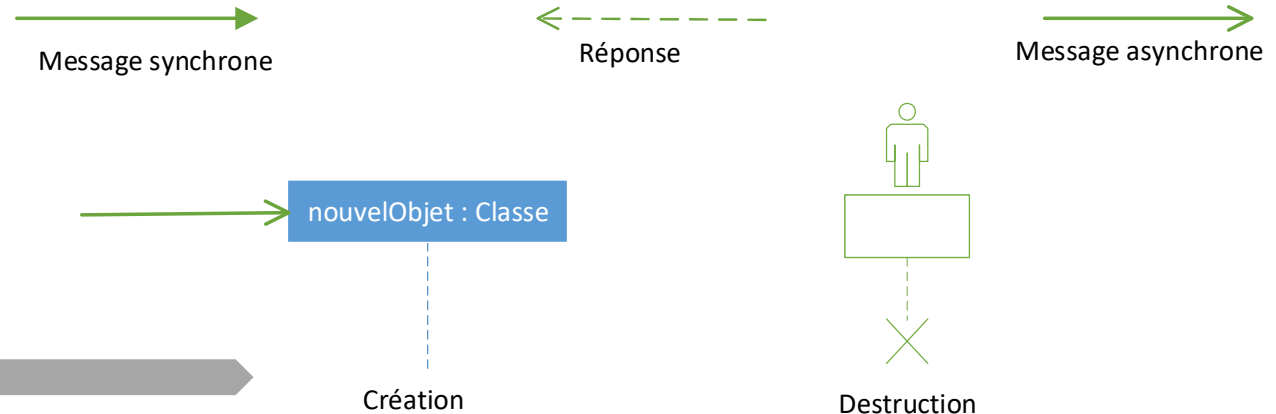 Message synchrone
Réponse
Message asynchrone
nouvelObjet : Classe
Création
Destruction